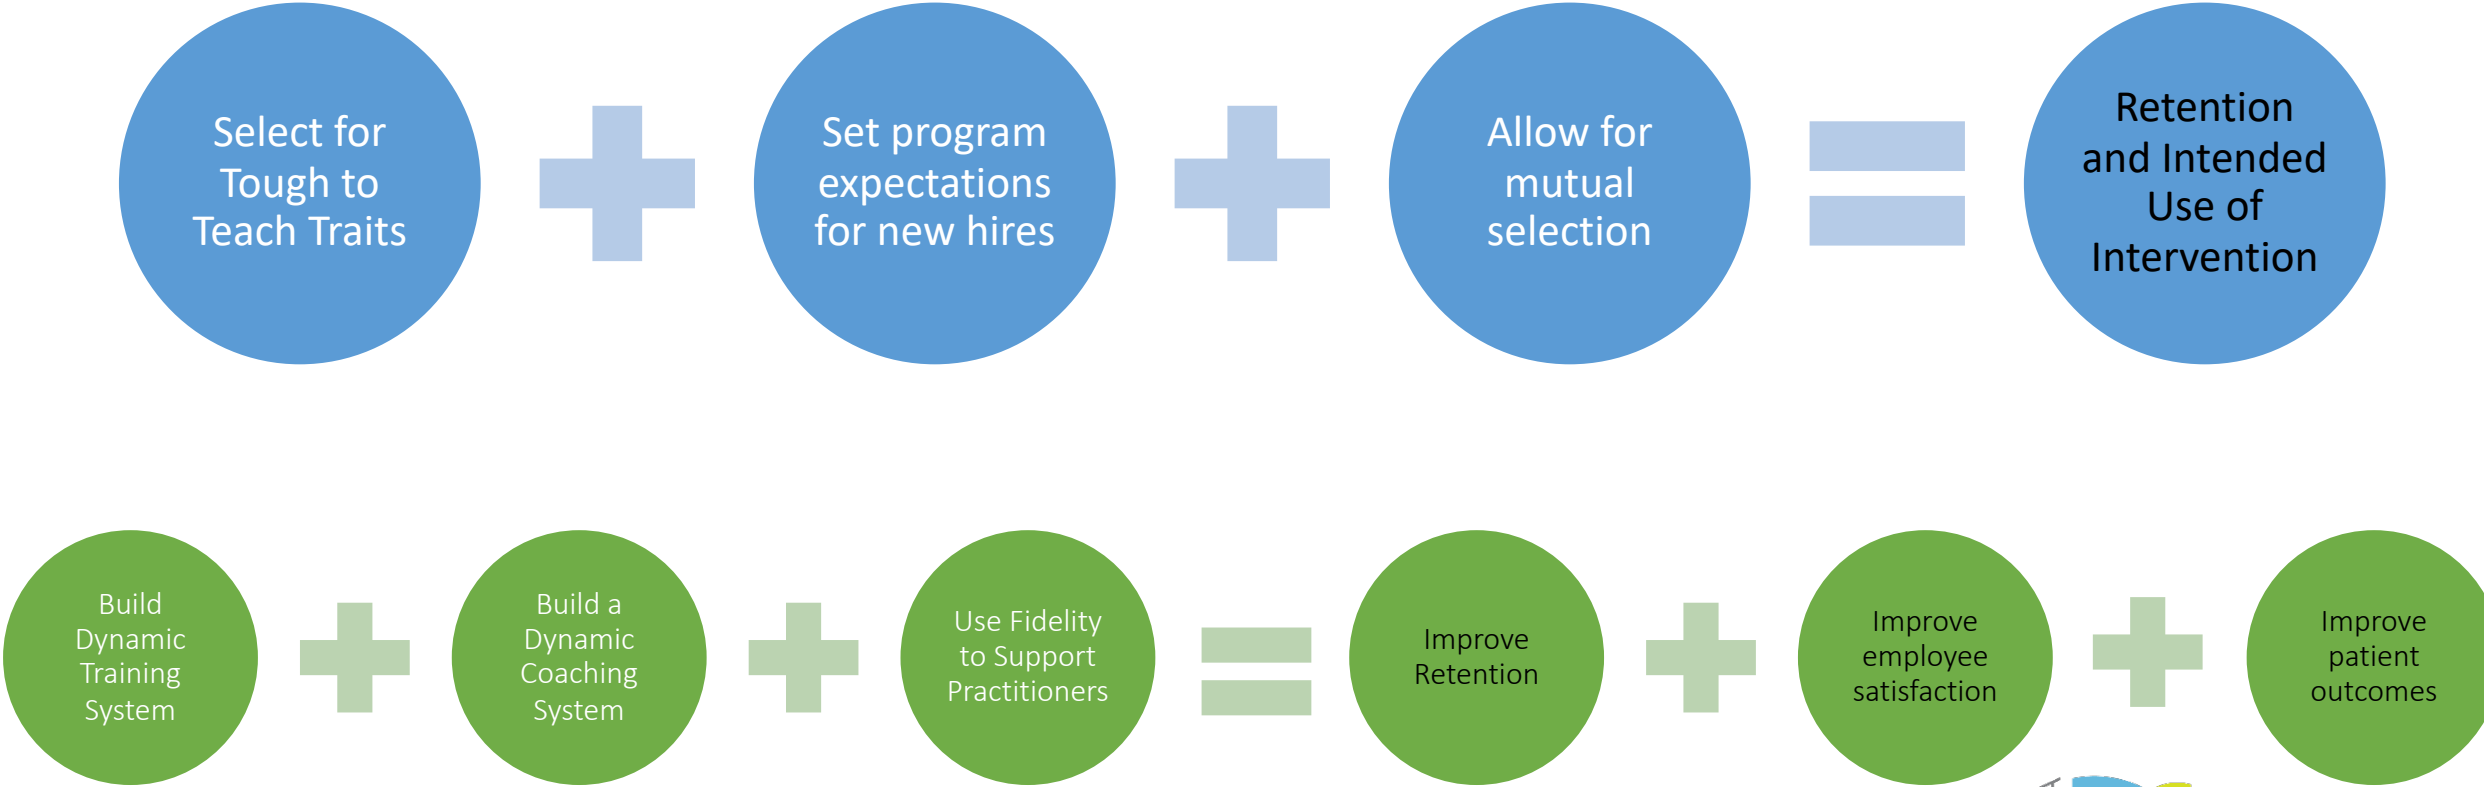 Select for
Tough to
Teach Traits
Set program
expectations
for new hires
Allow for
mutual
selection
Retention
and Intended
Use of
Intervention
Build
Dynamic
Training
System
Build a
Dynamic
Coaching
System
Use Fidelity
to Support
Practitioners
Improve
Retention
Improve
employee
satisfaction
Improve
patient
outcomes